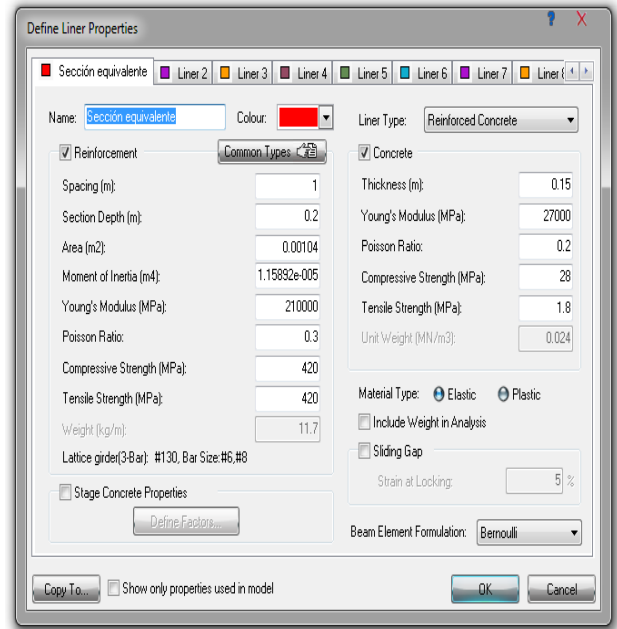 Define Liner Properties
? X
Sección equivalente Liner 2 Liner 3 Liner 4 Liner 5 Liner 6 Liner 7 Liner 8
Name: Sección equivalente Colour:
Reinforcement Common Types
Spacing (m): 1
Section Depth (m): 0.2
Area (m2): 0.00104
Moment of Inertia (m4): 1.15892e-005
Young's Modulus (MPa): 210000
Poisson Ratio: 0.3
Compressive Strength (MPa): 420
Tensile Strength (MPa): 420
Weight (kg/m): 11.7
Lattice girder(3-Bar): #130, Bar Size:#6,#8
Stage Concrete Properties
Define Factors...
Liner Type: Reinforced Concrete
Concrete
Thickness (m): 0.15
Young's Modulus (MPa): 27000
Poisson Ratio: 0.2
Compressive Strength (MPa): 28
Tensile Strength (MPa): 1.8
Unit Weight (MN/m3): 0.024
Material Type: Elastic Plastic
Include Weight in Analysis
Sliding Gap
Strain at Locking: 5 %
Beam Element Formulation: Bernoulli
Copy To... Show only properties used in model OK Cancel